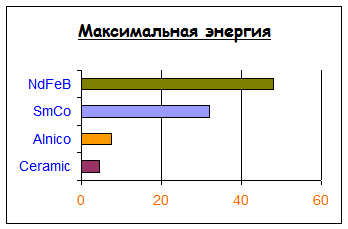 Максимальная энергия
NdFeB
SmCo
Alnico
Ceramic
0 20 40 60